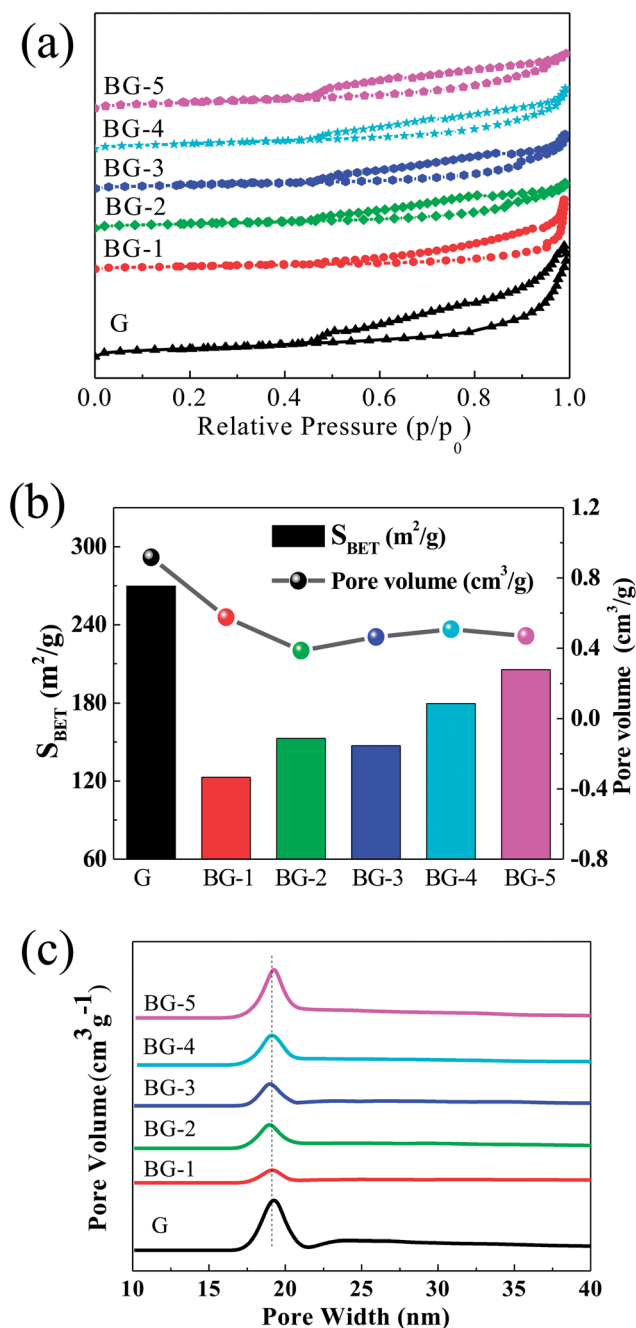 (a)
BG-5
BG-4
BG-3
BG-2
BG-1
G
0.0 0.2 0.4 0.6 0.8 1.0
Relative Pressure (p/p₀)
(b)
S_BET (m²/g)
Pore volume (cm³/g)
S_BET (m²/g)
300
240
180
120
60
Pore volume (cm³/g)
1.2
0.8
0.4
0.0
-0.4
-0.8
G BG-1 BG-2 BG-3 BG-4 BG-5
(c)
Pore Volume (cm³g⁻¹)
BG-5
BG-4
BG-3
BG-2
BG-1
G
10 15 20 25 30 35 40
Pore Width (nm)